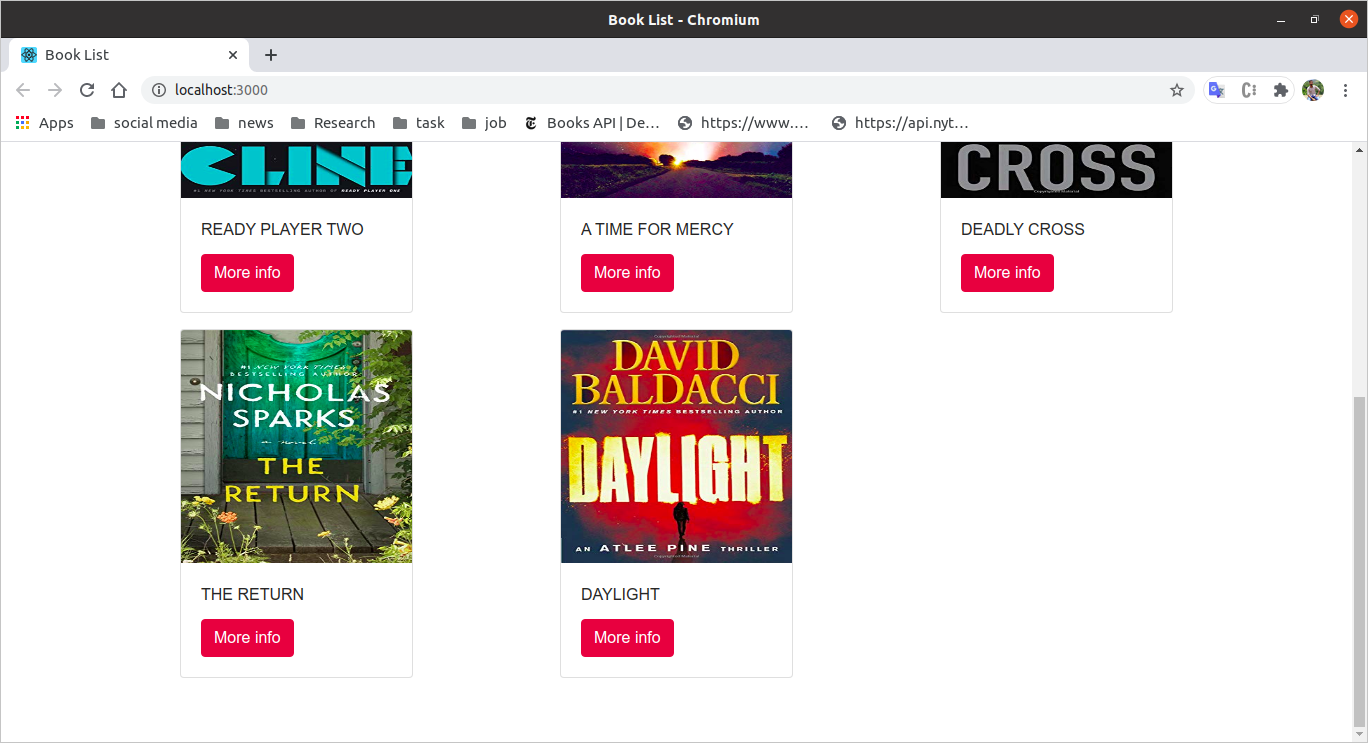 Book List - Chromium
Book List
localhost:3000
Apps social media news Research task job Books API | De... https://www.... https://api.nyt...
CLINE
#1 NEW YORK TIMES BESTSELLING AUTHOR OF READY PLAYER ONE
CROSS
READY PLAYER TWO
A TIME FOR MERCY
DEADLY CROSS
More info
More info
More info
#1 NEW YORK TIMES
BESTSELLING AUTHOR
NICHOLAS
SPARKS
a novel
THE
RETURN
DAVID
BALDACCI
#1 NEW YORK TIMES BESTSELLING AUTHOR
DAYLIGHT
AN ATLEE PINE THRILLER
THE RETURN
DAYLIGHT
More info
More info